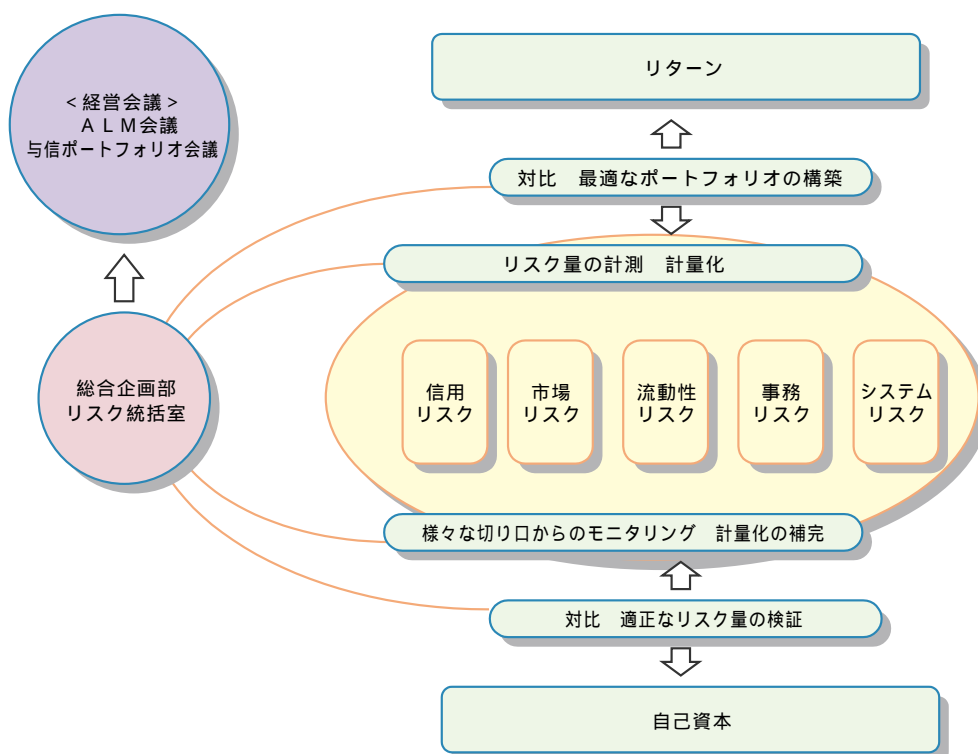 ＜経営会議＞
ＡＬＭ会議
与信ポートフォリオ会議
総合企画部
リスク統括室
リターン
対比　最適なポートフォリオの構築
リスク量の計測　計量化
信用
リスク
市場
リスク
流動性
リスク
事務
リスク
システム
リスク
様々な切り口からのモニタリング　計量化の補完
対比　適正なリスク量の検証
自己資本